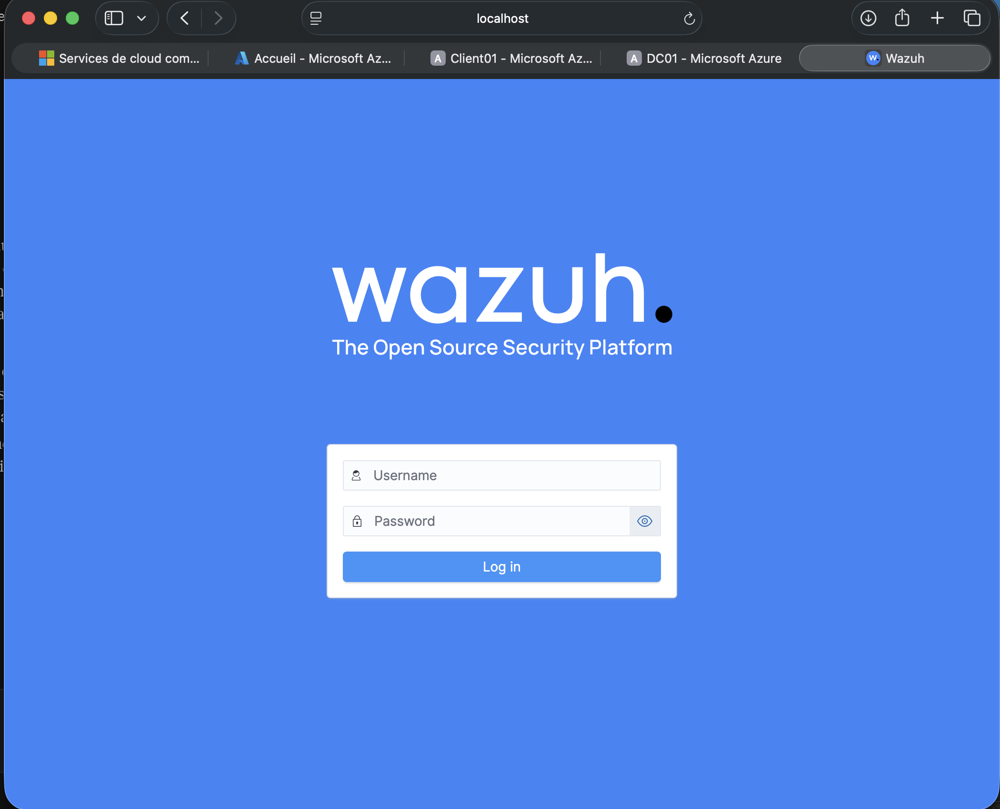 localhost
Services de cloud com...
Accueil - Microsoft Az...
A Client01 - Microsoft Az...
A DC01 - Microsoft Azure
w. Wazuh
wazuh.
The Open Source Security Platform
Username
Password
Log in